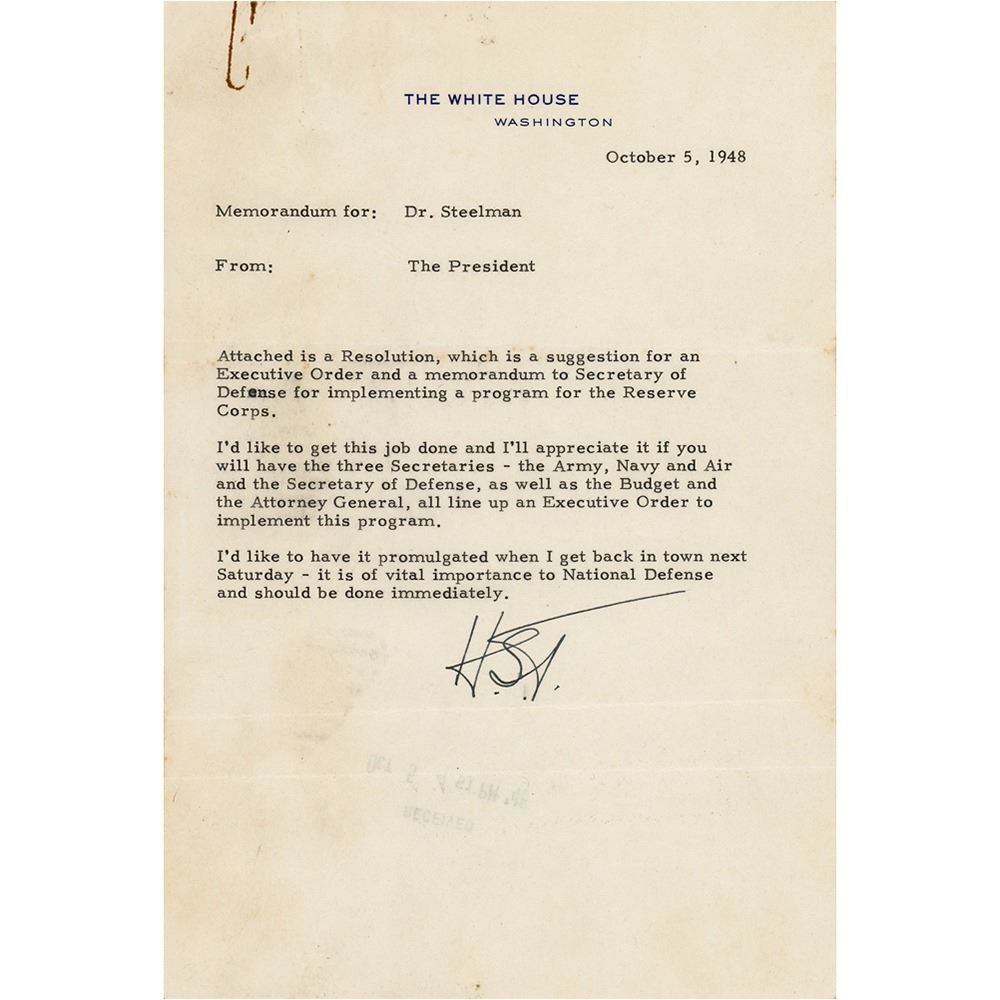 THE WHITE HOUSE
WASHINGTON
October 5, 1948
Memorandum for: Dr. Steelman
From: The President
Attached is a Resolution, which is a suggestion for an
Executive Order and a memorandum to Secretary of
Defense for implementing a program for the Reserve
Corps.
I'd like to get this job done and I'll appreciate it if you
will have the three Secretaries - the Army, Navy and Air
and the Secretary of Defense, as well as the Budget and
the Attorney General, all line up an Executive Order to
implement this program.
I'd like to have it promulgated when I get back in town next
Saturday - it is of vital importance to National Defense
and should be done immediately.
H.S.T.
OCT 5
RECEIVED